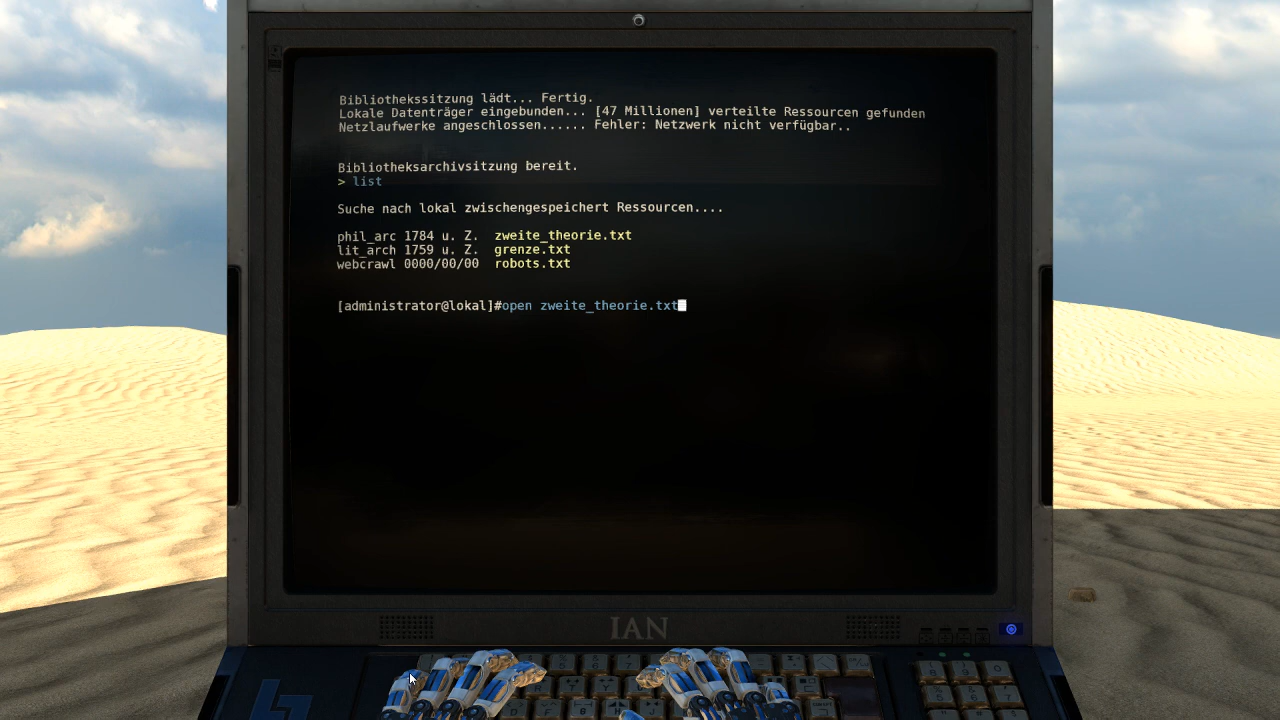 Bibliothekssitzung lädt... Fertig.
Lokale Datenträger eingebunden... [47 Millionen] verteilte Ressourcen gefunden
Netzlaufwerke angeschlossen...... Fehler: Netzwerk nicht verfügbar..
Bibliotheksarchivsitzung bereit.
> list
Suche nach lokal zwischengespeichert Ressourcen....
phil_arc 1784 u. Z. zweite_theorie.txt
lit_arch 1759 u. Z. grenze.txt
webcrawl 0000/00/00 robots.txt
[administrator@lokal]#open zweite_theorie.txt
IAN